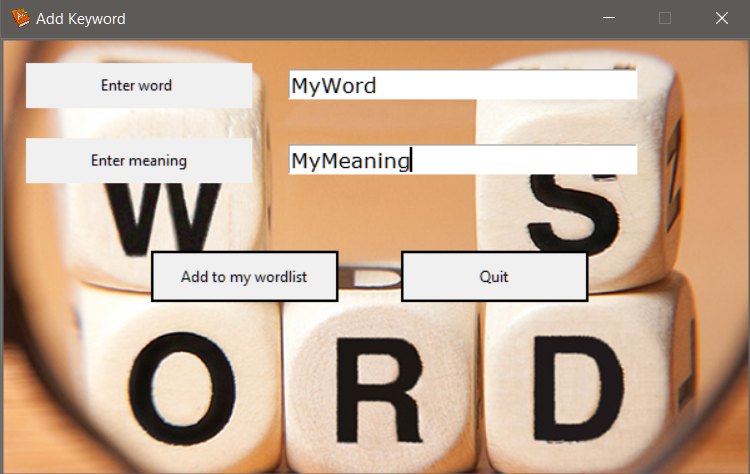 Add Keyword
Enter word MyWord
Enter meaning MyMeaning
W S
Add to my wordlist Quit
O R D